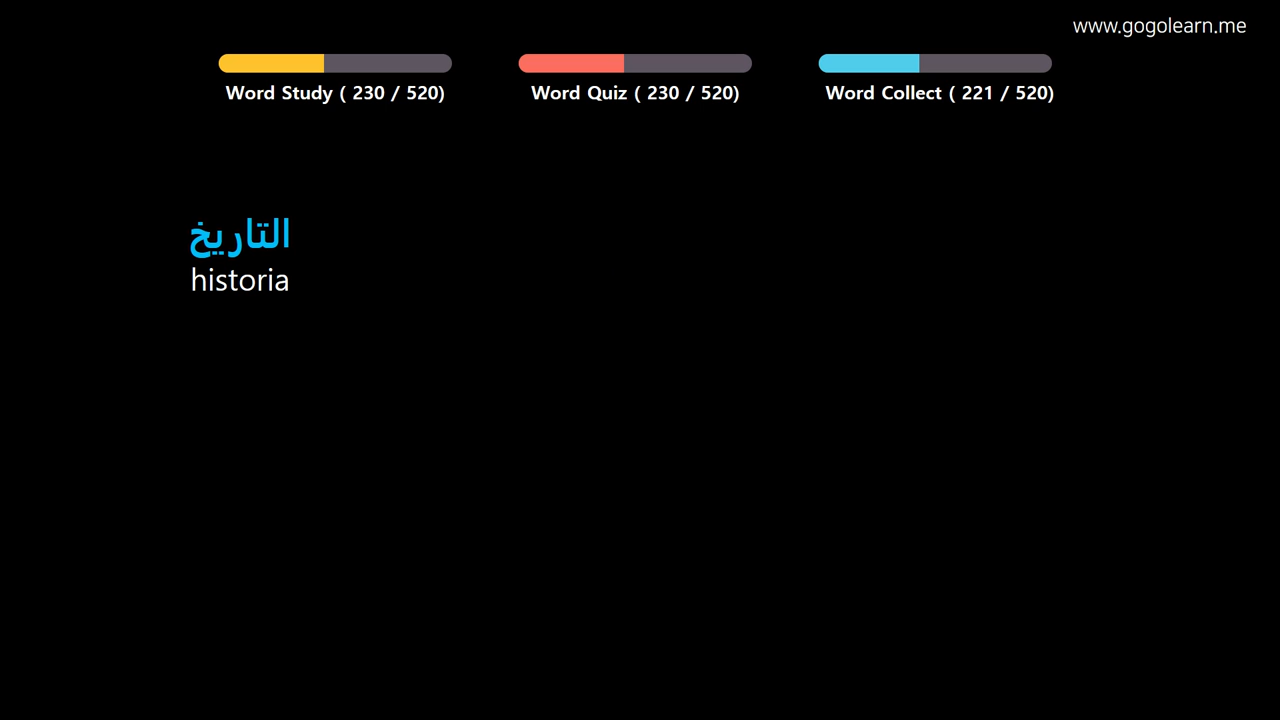 www.gogolearn.me
Word Study ( 230 / 520)
Word Quiz ( 230 / 520)
Word Collect ( 221 / 520)
التاريخ
historia